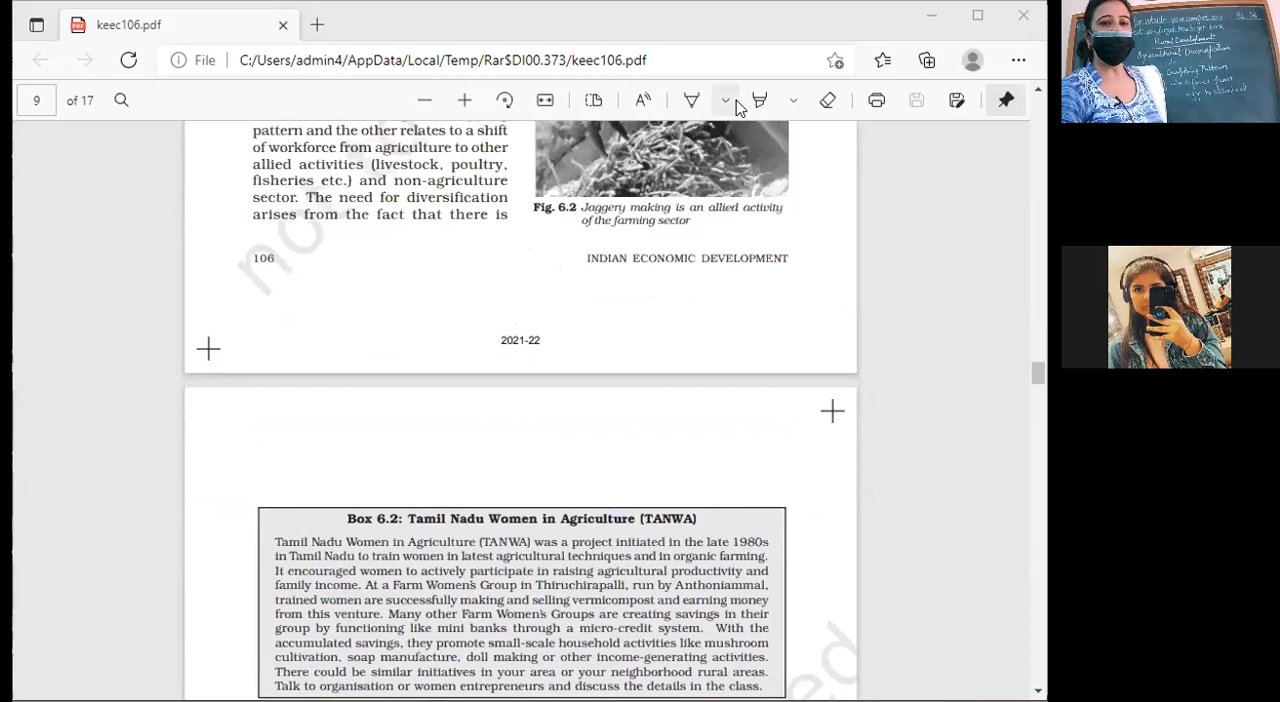 keec106.pdf
File C:/Users/admin4/AppData/Local/Temp/Rar$DI00.373/keec106.pdf
9 of 17
pattern and the other relates to a shift
of workforce from agriculture to other
allied activities (livestock, poultry,
fisheries etc.) and non-agriculture
sector. The need for diversification
arises from the fact that there is
Fig. 6.2 Jaggery making is an allied activity
of the farming sector
106
INDIAN ECONOMIC DEVELOPMENT
2021-22
Box 6.2: Tamil Nadu Women in Agriculture (TANWA)
Tamil Nadu Women in Agriculture (TANWA) was a project initiated in the late 1980s
in Tamil Nadu to train women in latest agricultural techniques and in organic farming.
It encouraged women to actively participate in raising agricultural productivity and
family income. At a Farm Women's Group in Thiruchirapalli, run by Anthoniammal,
trained women are successfully making and selling vermicompost and earning money
from this venture. Many other Farm Women's Groups are creating savings in their
group by functioning like mini banks through a micro-credit system. With the
accumulated savings, they promote small-scale household activities like mushroom
cultivation, soap manufacture, doll making or other income-generating activities.
There could be similar initiatives in your area or your neighborhood rural areas.
Talk to organisation or women entrepreneurs and discuss the details in the class.
Rural Development
Agricultural Diversification
Pattern